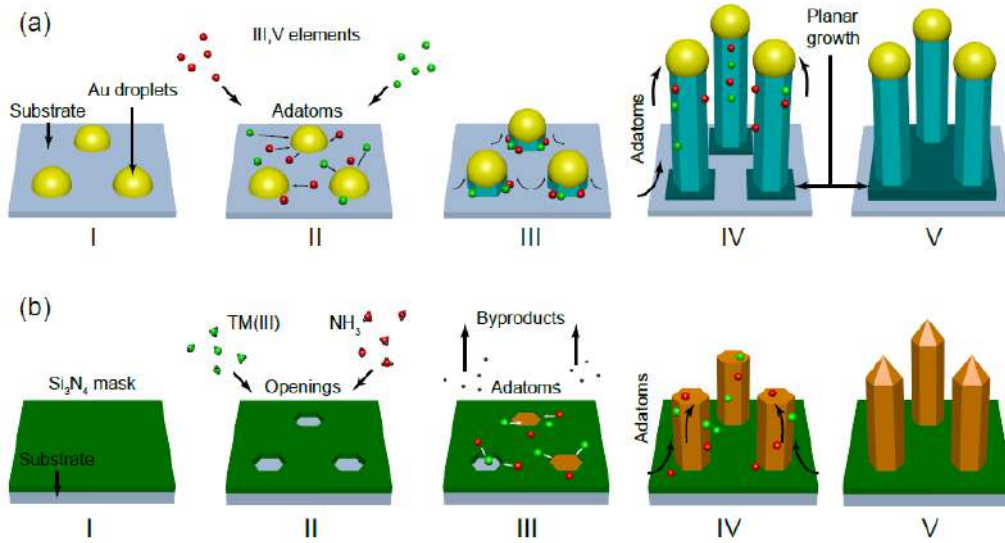 (a)
III,V elements
Planar
growth
Au droplets
Substrate
Adatoms
Adatoms
I
II
III
IV
V
(b)
TM(III)
NH3
Byproducts
Si3N4 mask
Openings
Adatoms
Adatoms
Substrate
I
II
III
IV
V